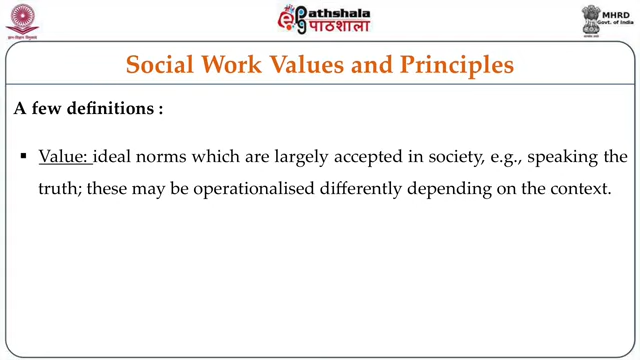 Pathshala
पाठशाला
MHRD
Govt. of India
Social Work Values and Principles
A few definitions :
▪ Value: ideal norms which are largely accepted in society, e.g., speaking the
truth; these may be operationalised differently depending on the context.